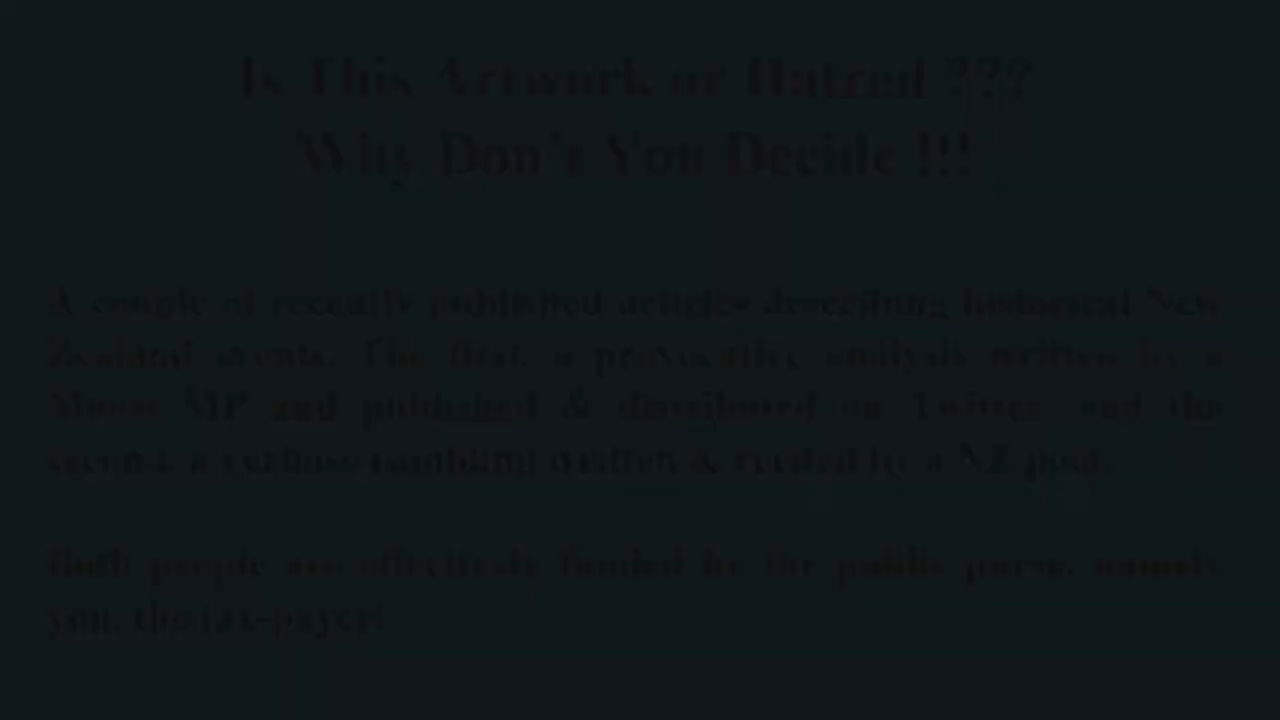 Is This Artwork or Hatred ???
Why Don't You Decide !!!
A couple of recently published articles describing historical New
Zealand events. The first, a provocative analysis written by a
Maori MP and published & distributed on Twitter, and the
second, a verbose rambling written & recited by a NZ poet.
Both people are effectively funded by the public purse, namely
you, the tax-payer!